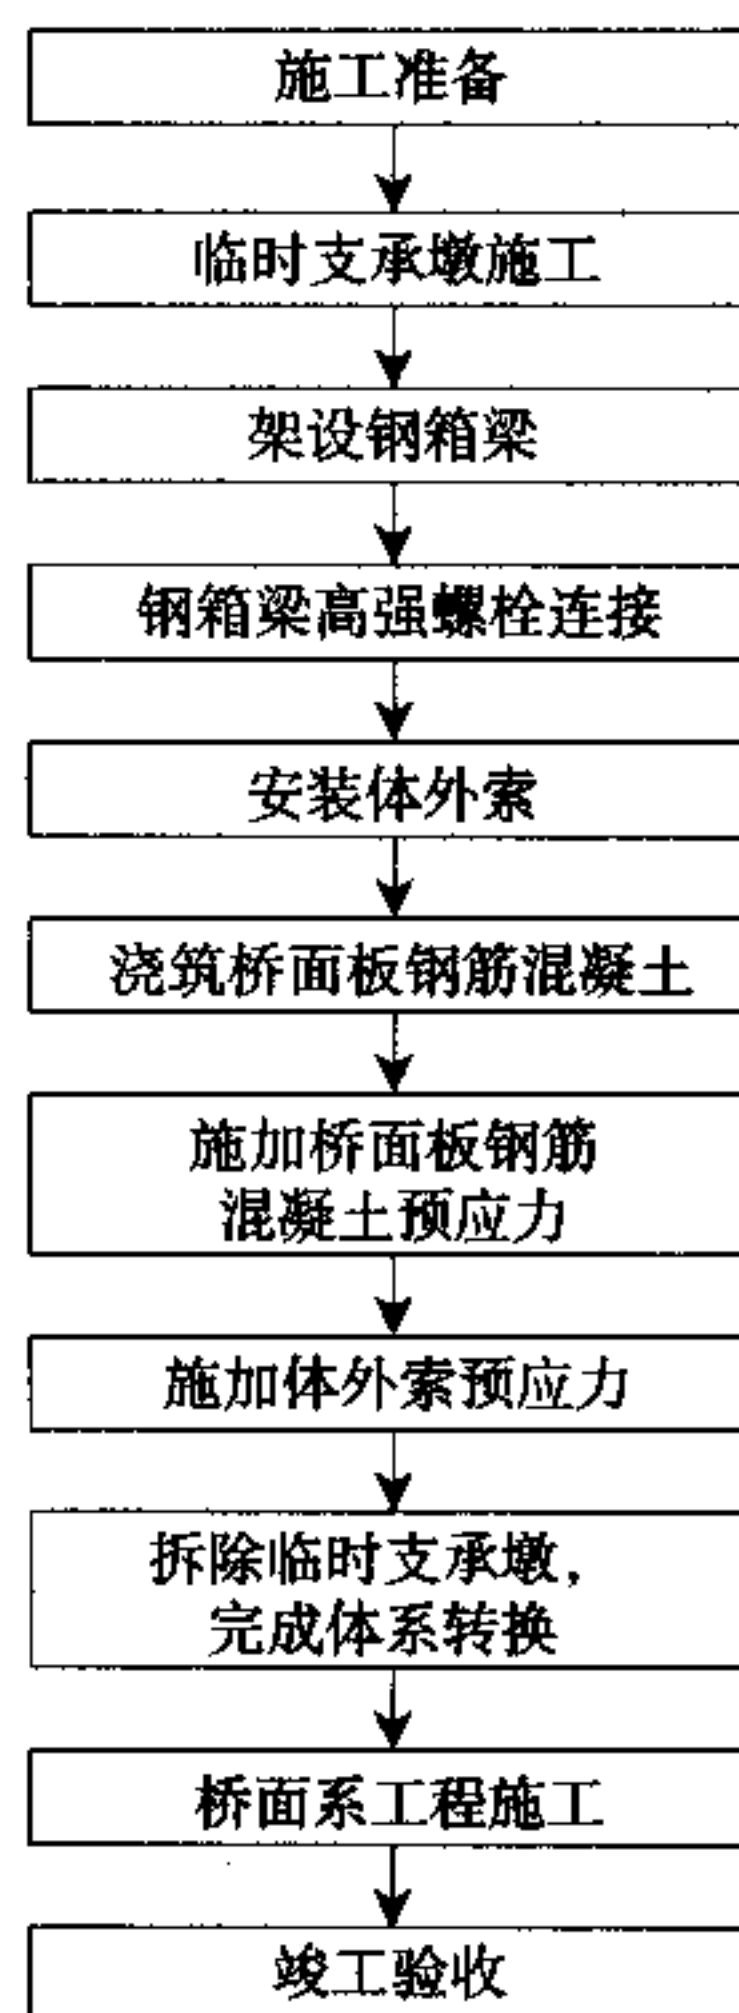 施工准备
临时支承墩施工
架设钢箱梁
钢箱梁高强螺栓连接
安装体外索
浇筑桥面板钢筋混凝土
施加桥面板钢筋
混凝土预应力
施加体外索预应力
拆除临时支承墩，
完成体系转换
桥面系工程施工
竣工验收